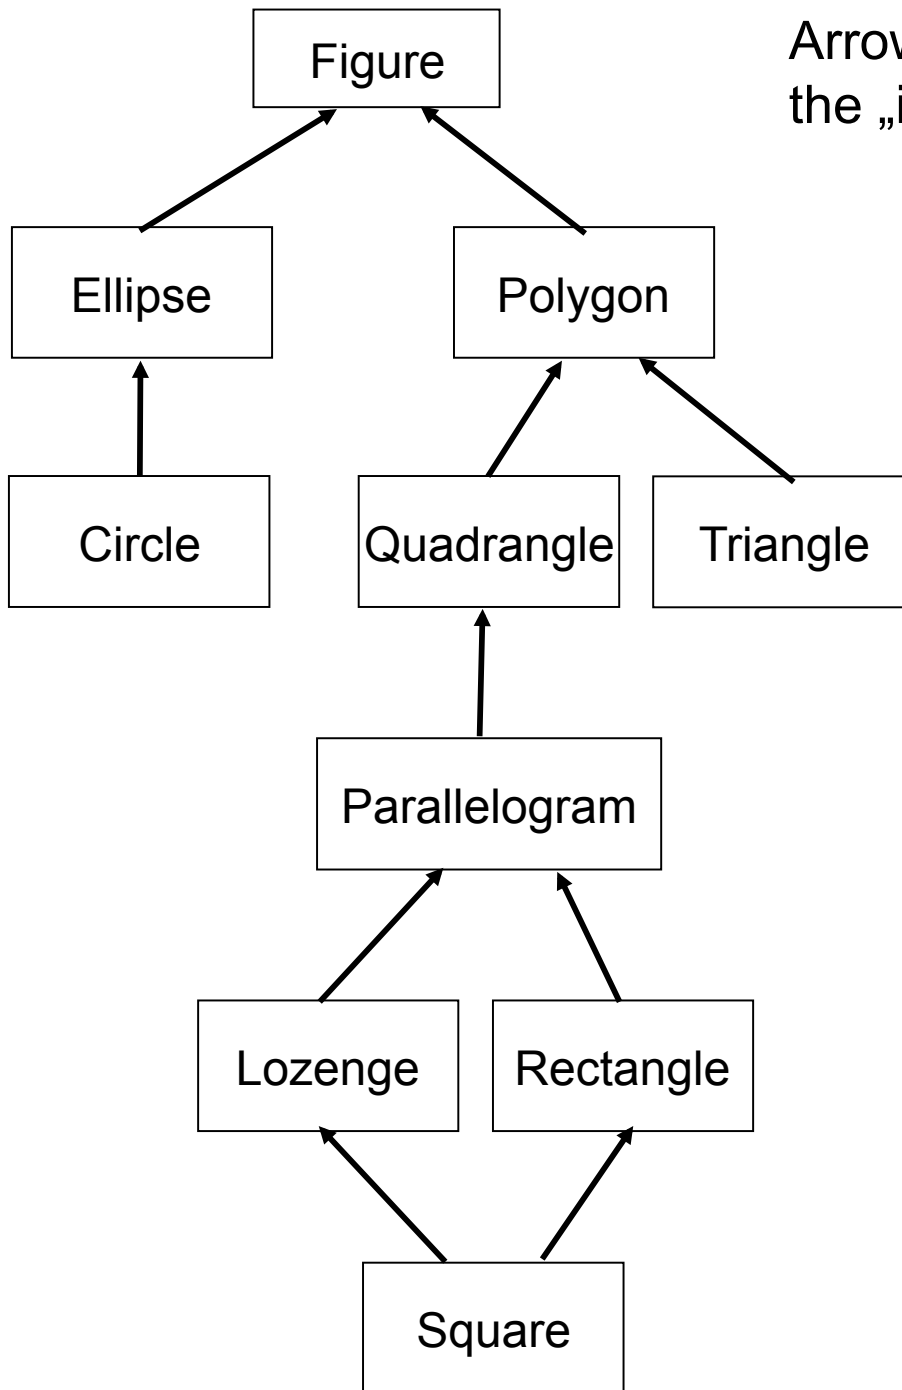 Figure
Arrow
the „i
Ellipse
Polygon
Circle
Quadrangle
Triangle
Parallelogram
Lozenge
Rectangle
Square